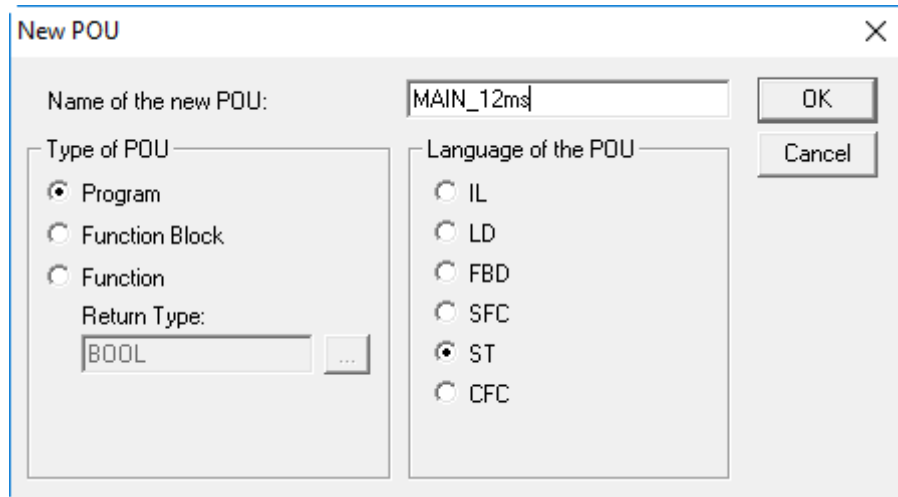 New POU
Name of the new POU:
MAIN_12ms
OK
Cancel
Type of POU
Program
Function Block
Function
Return Type:
BOOL
...
Language of the POU
IL
LD
FBD
SFC
ST
CFC